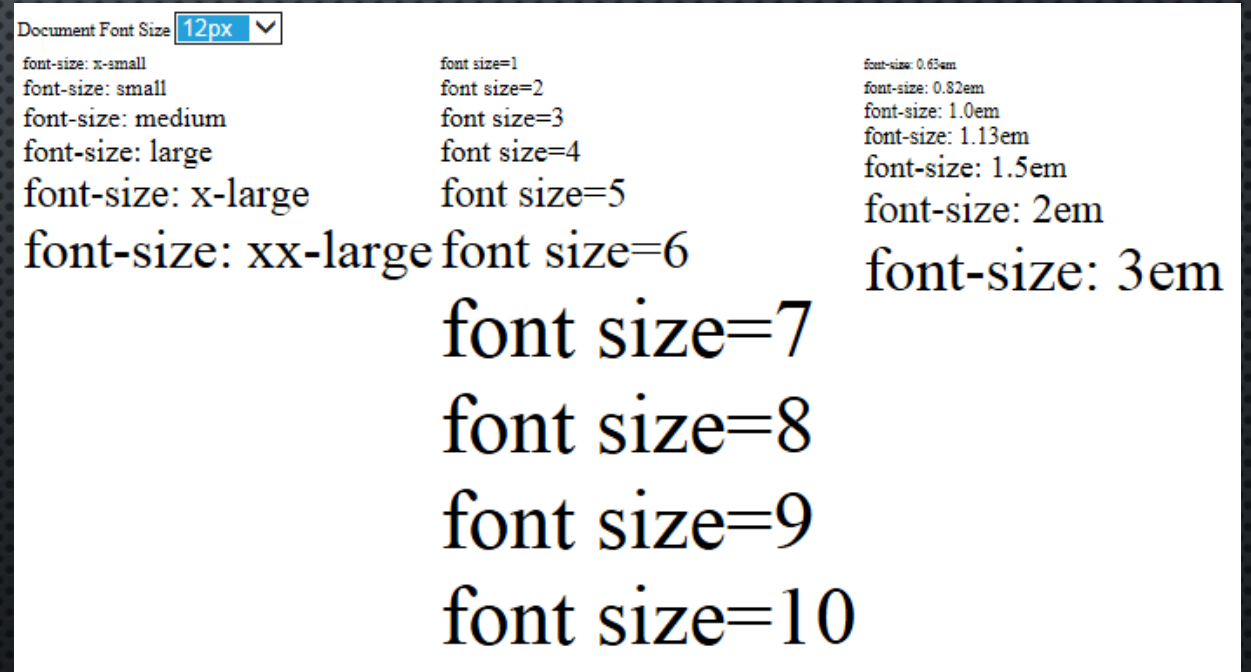 Document Font Size 12px
font-size: x-small
font-size: small
font-size: medium
font-size: large
font-size: x-large
font-size: xx-large
font size=1
font size=2
font size=3
font size=4
font size=5
font size=6
font size=7
font size=8
font size=9
font size=10
font-size: 0.63em
font-size: 0.82em
font-size: 1.0em
font-size: 1.13em
font-size: 1.5em
font-size: 2em
font-size: 3em